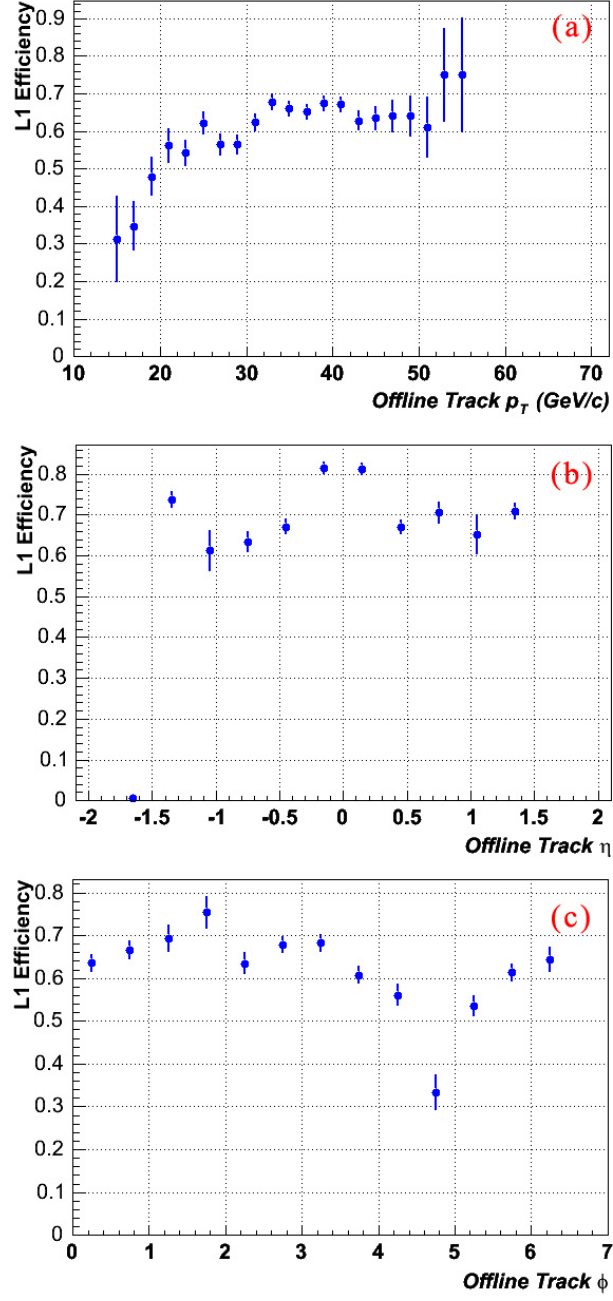 (a)
L1 Efficiency
0.9
0.8
0.7
0.6
0.5
0.4
0.3
0.2
0.1
0
10 20 30 40 50 60 70
Offline Track pT (GeV/c)
(b)
L1 Efficiency
0.8
0.7
0.6
0.5
0.4
0.3
0.2
0.1
0
-2 -1.5 -1 -0.5 0 0.5 1 1.5 2
Offline Track η
(c)
L1 Efficiency
0.8
0.7
0.6
0.5
0.4
0.3
0.2
0.1
0
0 1 2 3 4 5 6 7
Offline Track ϕ